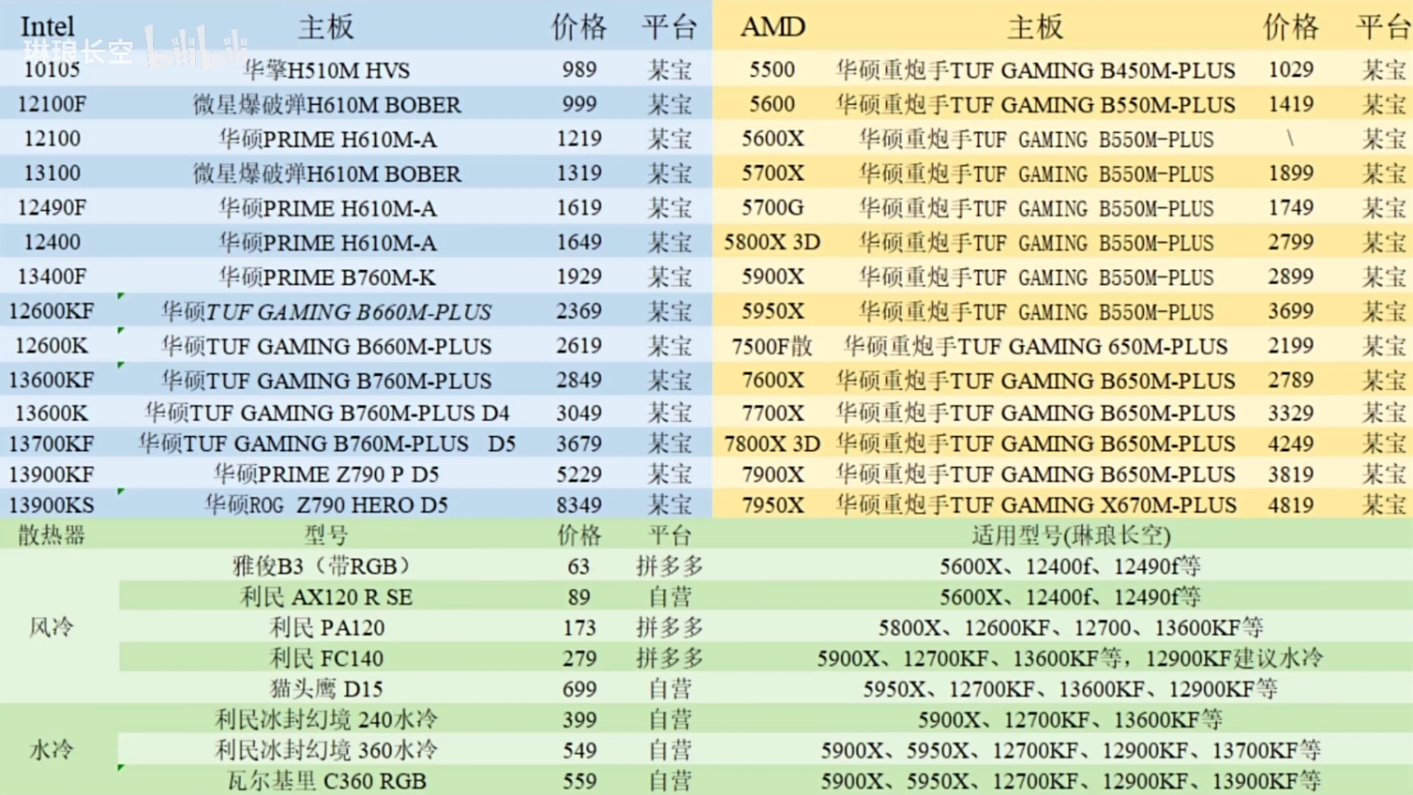 Intel 主板 价格 平台 AMD 主板 价格 平台
琳琅长空 bilibili
10105 华擎H510M HVS 989 某宝 5500 华硕重炮手TUF GAMING B450M-PLUS 1029 某宝
12100F 微星爆破弹H610M BOBER 999 某宝 5600 华硕重炮手TUF GAMING B550M-PLUS 1419 某宝
12100 华硕PRIME H610M-A 1219 某宝 5600X 华硕重炮手TUF GAMING B550M-PLUS \ 某宝
13100 微星爆破弹H610M BOBER 1319 某宝 5700X 华硕重炮手TUF GAMING B550M-PLUS 1899 某宝
12490F 华硕PRIME H610M-A 1619 某宝 5700G 华硕重炮手TUF GAMING B550M-PLUS 1749 某宝
12400 华硕PRIME H610M-A 1649 某宝 5800X 3D 华硕重炮手TUF GAMING B550M-PLUS 2799 某宝
13400F 华硕PRIME B760M-K 1929 某宝 5900X 华硕重炮手TUF GAMING B550M-PLUS 2899 某宝
12600KF 华硕TUF GAMING B660M-PLUS 2369 某宝 5950X 华硕重炮手TUF GAMING B550M-PLUS 3699 某宝
12600K 华硕TUF GAMING B660M-PLUS 2619 某宝 7500F散 华硕重炮手TUF GAMING 650M-PLUS 2199 某宝
13600KF 华硕TUF GAMING B760M-PLUS 2849 某宝 7600X 华硕重炮手TUF GAMING B650M-PLUS 2789 某宝
13600K 华硕TUF GAMING B760M-PLUS D4 3049 某宝 7700X 华硕重炮手TUF GAMING B650M-PLUS 3329 某宝
13700KF 华硕TUF GAMING B760M-PLUS D5 3679 某宝 7800X 3D 华硕重炮手TUF GAMING B650M-PLUS 4249 某宝
13900KF 华硕PRIME Z790 P D5 5229 某宝 7900X 华硕重炮手TUF GAMING B650M-PLUS 3819 某宝
13900KS 华硕ROG Z790 HERO D5 8349 某宝 7950X 华硕重炮手TUF GAMING X670M-PLUS 4819 某宝
散热器 型号 价格 平台 适用型号(琳琅长空)
雅俊B3（带RGB） 63 拼多多 5600X、12400f、12490f等
利民 AX120 R SE 89 自营 5600X、12400f、12490f等
风冷 利民 PA120 173 拼多多 5800X、12600KF、12700、13600KF等
利民 FC140 279 拼多多 5900X、12700KF、13600KF等，12900KF建议水冷
猫头鹰 D15 699 自营 5950X、12700KF、13600KF、12900KF等
利民冰封幻境 240水冷 399 自营 5900X、12700KF、13600KF等
水冷 利民冰封幻境 360水冷 549 自营 5900X、5950X、12700KF、12900KF、13700KF等
瓦尔基里 C360 RGB 559 自营 5900X、5950X、12700KF、12900KF、13900KF等